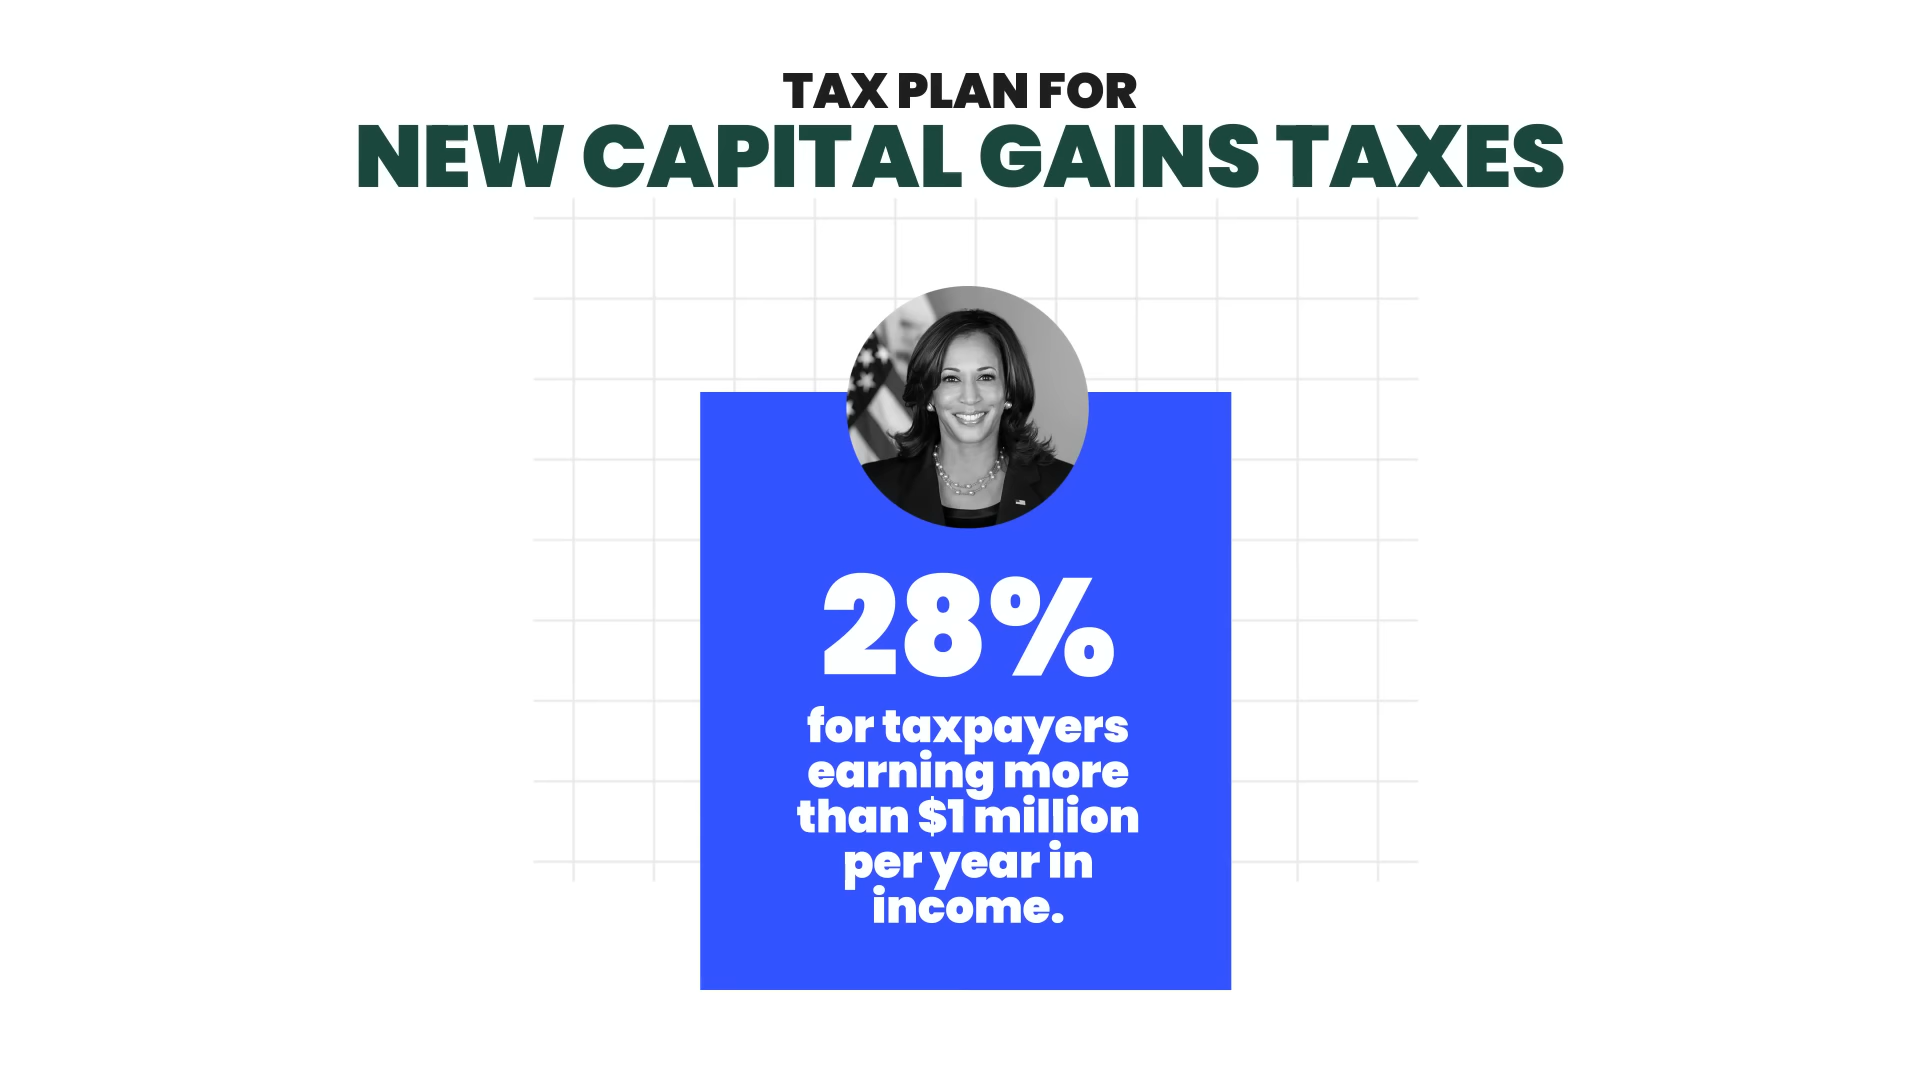 TAX PLAN FOR
NEW CAPITAL GAINS TAXES
28%
for taxpayers
earning more
than $1 million
per year in
income.